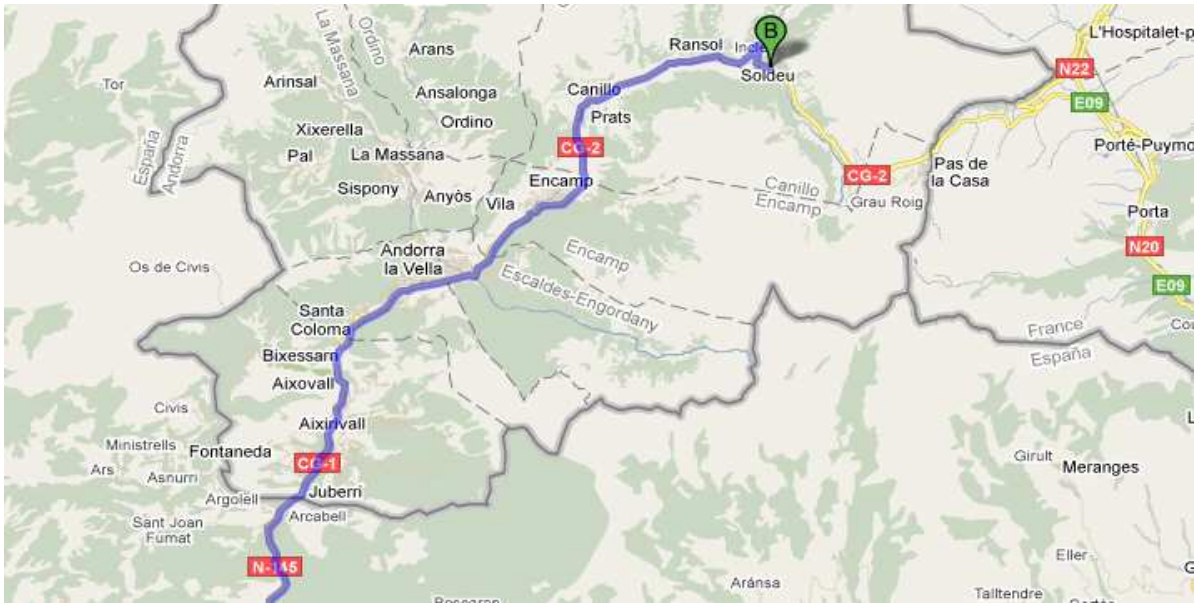 La Massana
Ordino
B
L'Hospitalet-p
Ransol
Incle
N22
Arans
Soldeu
Tor
Arinsal
Ansalonga
Canillo
E09
Ordino
Prats
Xixerella
España
Andorra
Porté-Puymo
Pal
La Massana
CG-2
Pas de
la Casa
Sispony
Encamp
CG-2
Anyòs
Vila
Canillo
Encamp
Grau Roig
Porta
Andorra
la Vella
Encamp
N20
Os de Civis
Escaldes-Engordany
E09
Santa
Coloma
France
España
Bixessarri
Aixovall
Civis
Aixirivall
Ministrells
Fontaneda
Girult
Meranges
Ars
Asnurri
CG-1
Juberri
Argolell
Arcabell
Sant Joan
Fumat
Eller
N-145
Aránsa
Talltendre